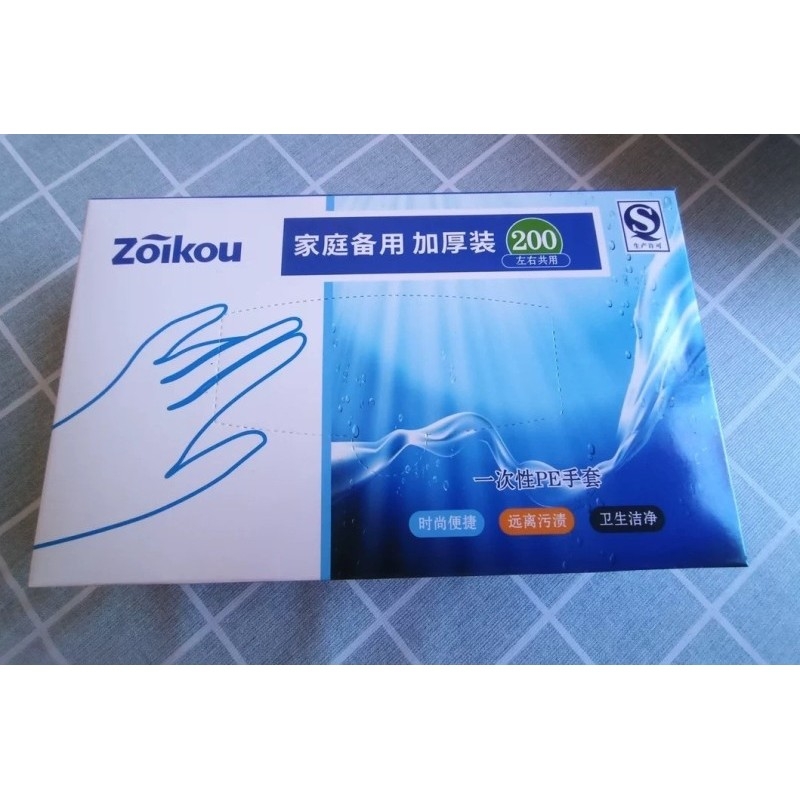 Zoikou
家庭备用 加厚装
200
左右共用
生产许可
一次性PE手套
时尚便捷
远离污渍
卫生洁净